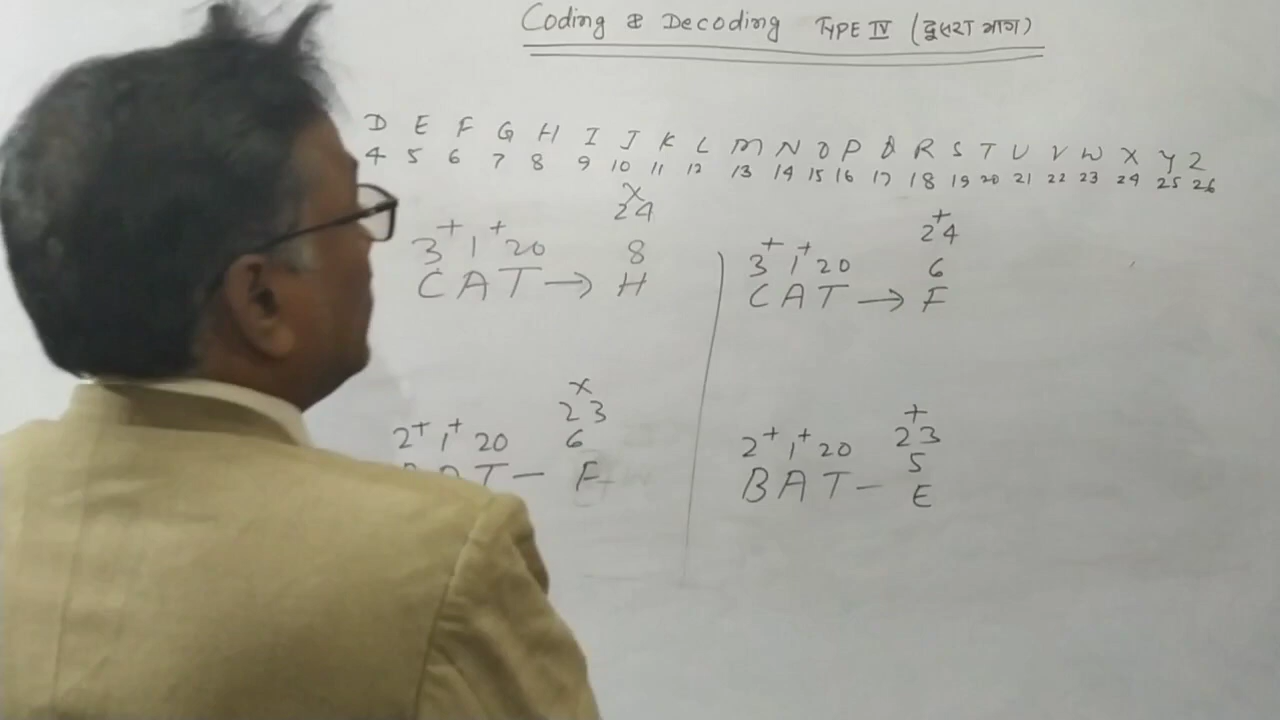 Coding & Decoding TYPE IV (दूसरा भाग)
D E F G H I J K L M N O P Q R S T U V W X Y Z
4 5 6 7 8 9 10 11 12 13 14 15 16 17 18 19 20 21 22 23 24 25 26
×
24
3 + 1 + 20 8
CAT → H
+
24
3 + 1 + 20 6
CAT → F
×
23
2 + 1 + 20 6
BAT – F
+
23
2 + 1 + 20 5
BAT – E